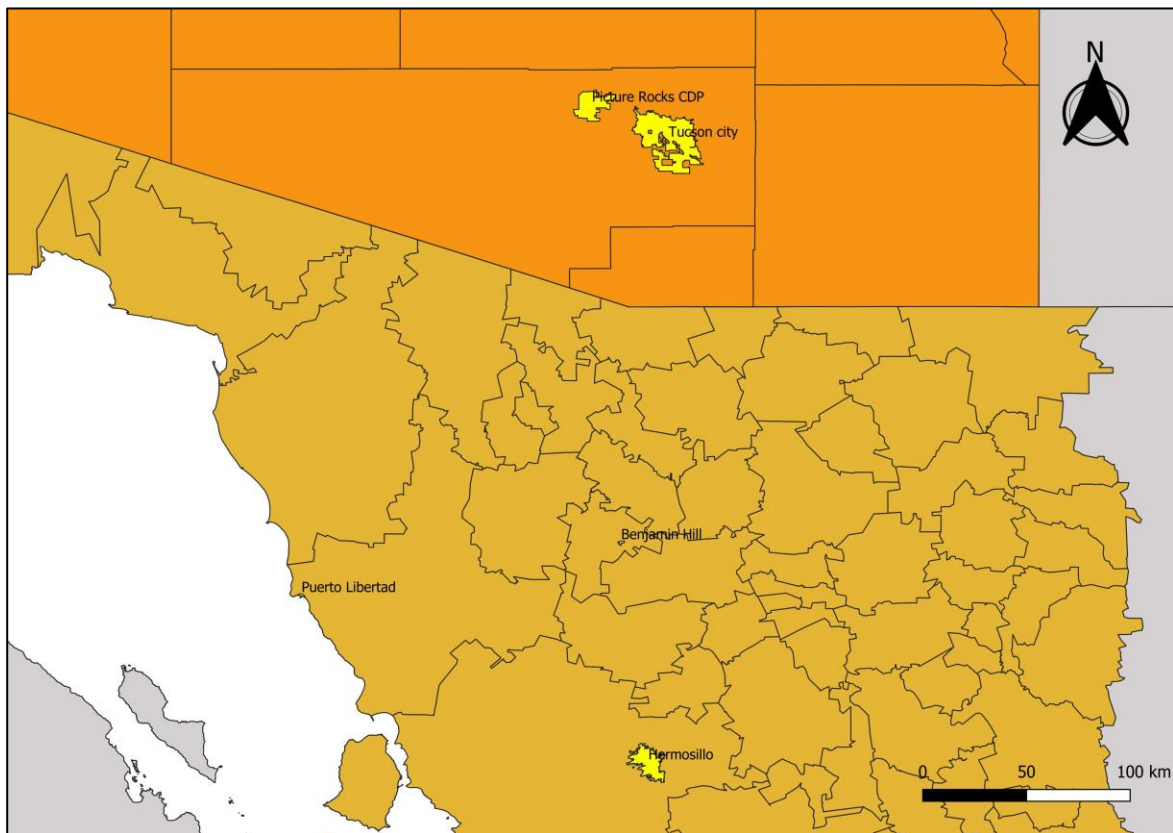 N
Picture Rocks CDP
Tucson city
Benjamin Hill
Puerto Libertad
Hermosillo
0 50 100 km